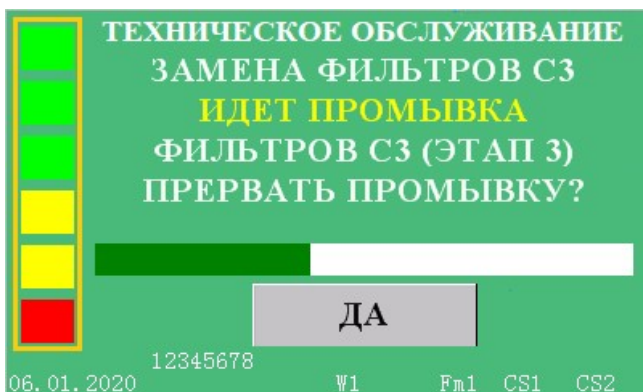 ТЕХНИЧЕСКОЕ ОБСЛУЖИВАНИЕ
ЗАМЕНА ФИЛЬТРОВ С3
ИДЕТ ПРОМЫВКА
ФИЛЬТРОВ С3 (ЭТАП 3)
ПРЕРВАТЬ ПРОМЫВКУ?
ДА
12345678
06.01.2020 W1 Fm1 CS1 CS2